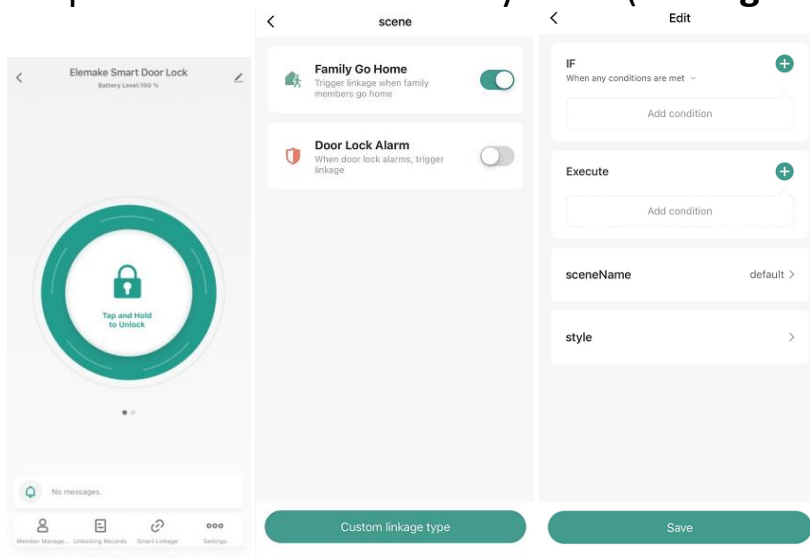 scene
Family Go Home
Trigger linkage when family
members go home
Door Lock Alarm
When door lock alarms, trigger
linkage
Custom linkage type
Edit
IF
When any conditions are met
Add condition
Execute
Add condition
sceneName default >
style >
Save
Elemake Smart Door Lock
Battery Level:100 %
Tap and Hold
to Unlock
No messages.
Member Manage... Unlocking Records Smart Linkage Settings